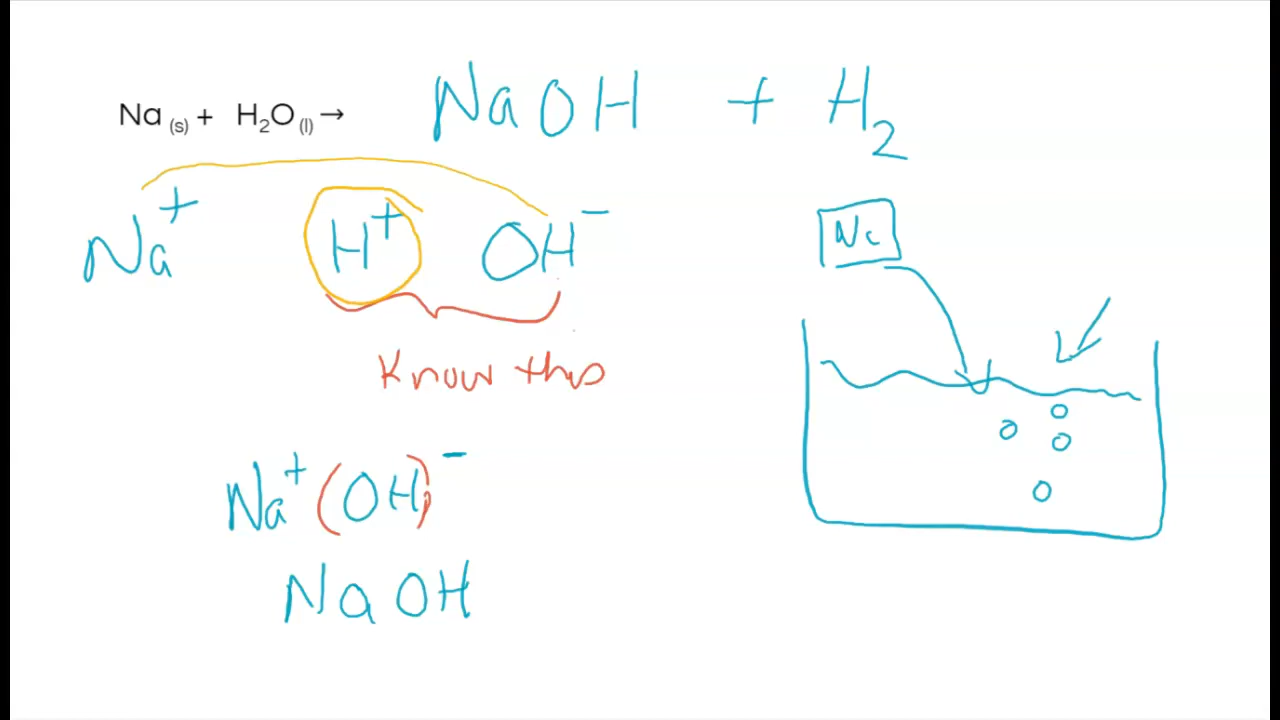 Na (s) + H₂O (l) → NaOH + H₂
Na⁺ H⁺ OH⁻
Na
Know this
Na⁺(OH)⁻
NaOH